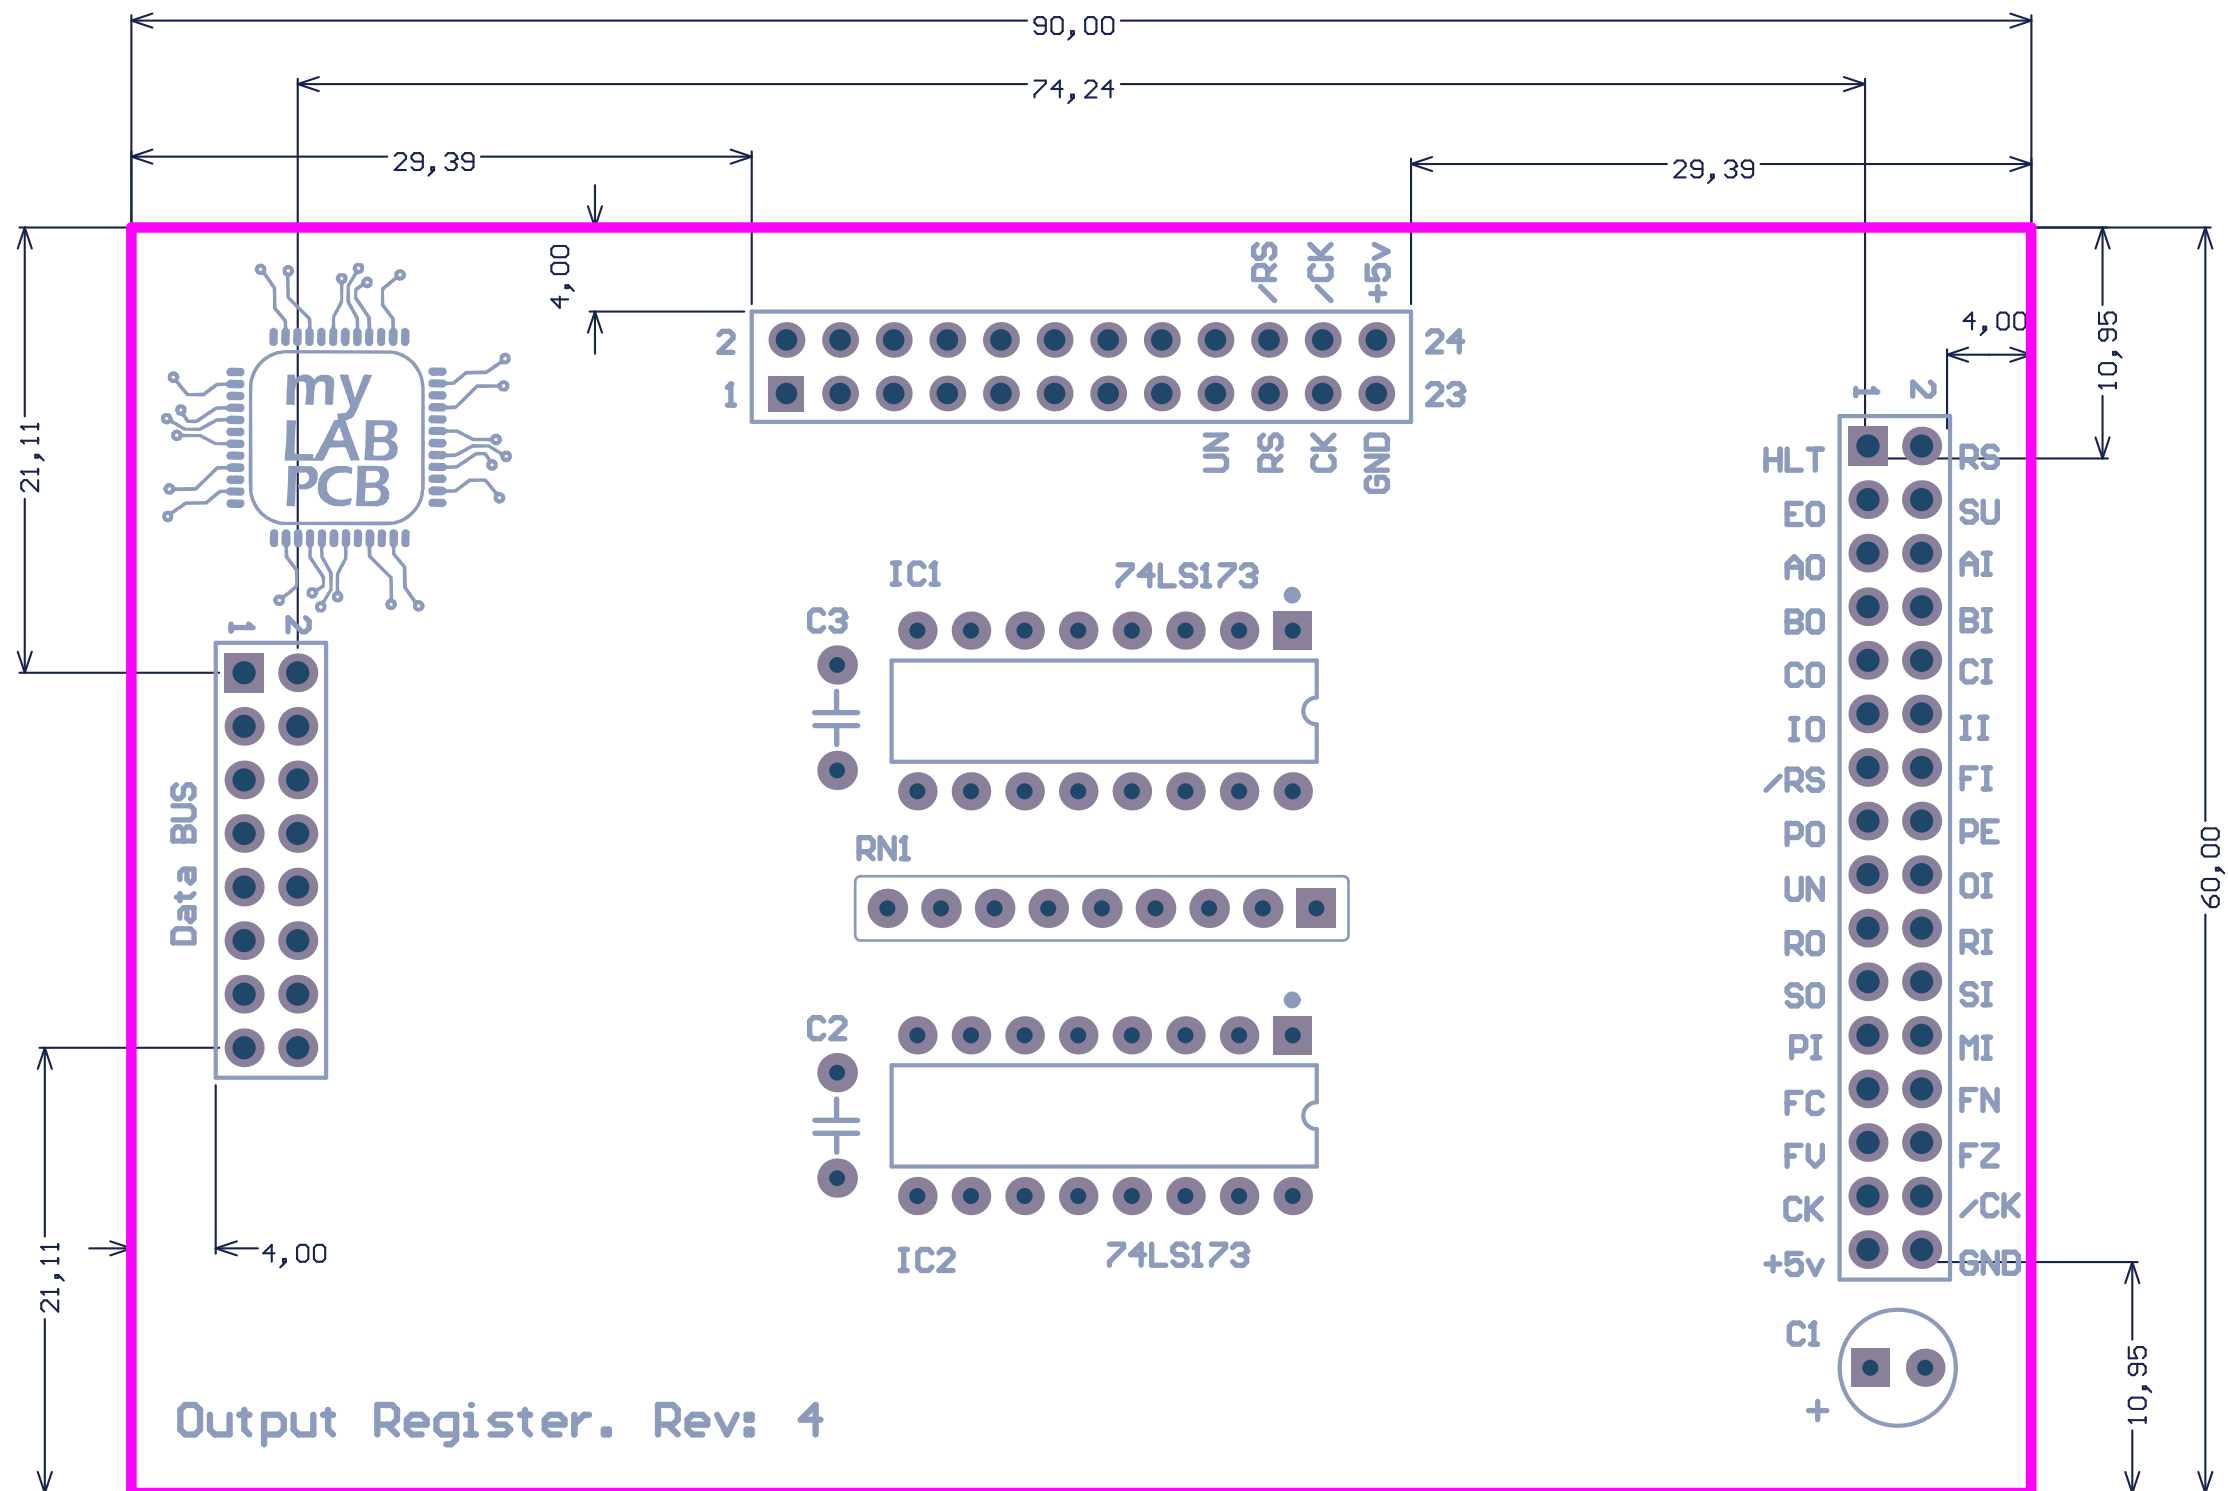 90,00
74,24
29,39
29,39
4,00
4,00
10,95
21,11
/RS
/CK
+5v
2
24
1
23
UN
RS
CK
GND
my
LAB
PCB
1
2
HLT
RS
EO
SU
AO
AI
BO
BI
CO
CI
IO
II
/RS
FI
PO
PE
UN
OI
RO
RI
SO
SI
PI
MI
FC
FN
FV
FZ
CK
/CK
+5v
GND
IC1
74LS173
C3
1
2
Data BUS
RN1
60,00
C2
IC2
74LS173
4,00
21,11
10,95
C1
+
Output Register. Rev: 4